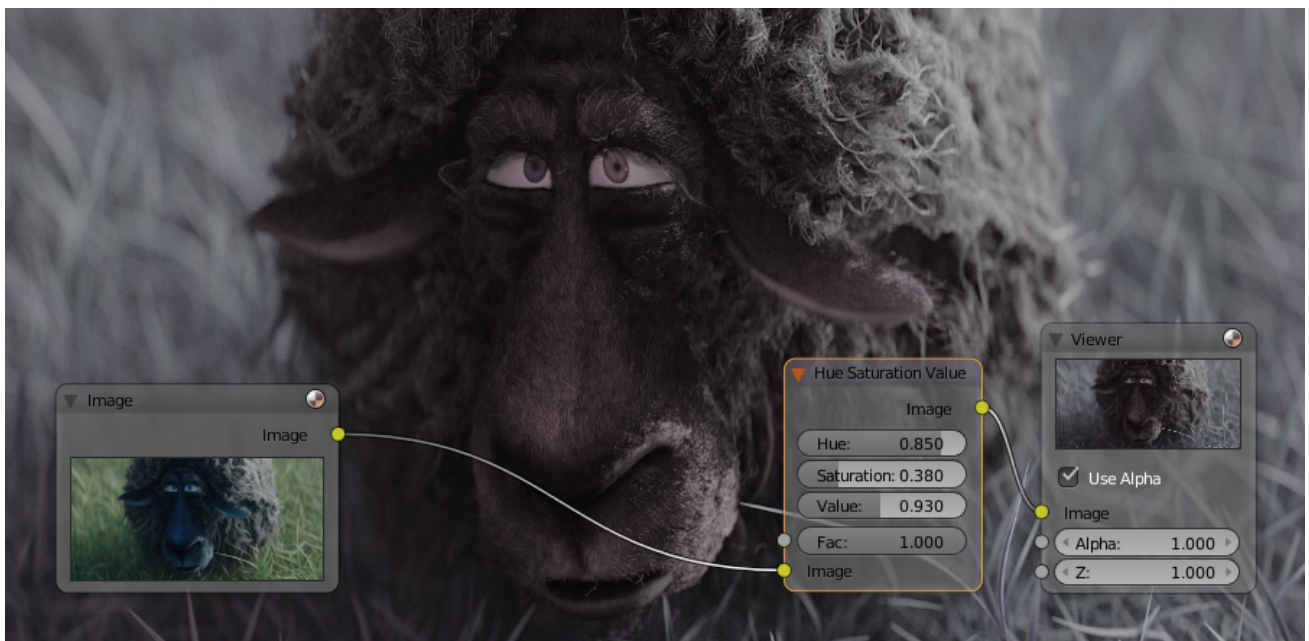 Image
Image
Hue Saturation Value
Image
Hue: 0.850
Saturation: 0.380
Value: 0.930
Fac: 1.000
Image
Viewer
Use Alpha
Image
Alpha: 1.000
Z: 1.000